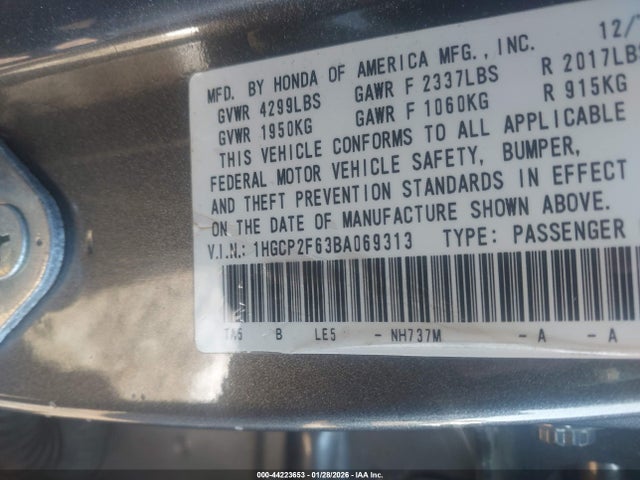 12/
MFD. BY HONDA OF AMERICA MFG., INC.
GVWR 4299LBS GAWR F 2337LBS R 2017LBS
GVWR 1950KG GAWR F 1060KG R 915KG
THIS VEHICLE CONFORMS TO ALL APPLICABLE
FEDERAL MOTOR VEHICLE SAFETY, BUMPER,
AND THEFT PREVENTION STANDARDS IN EFFECT
ON THE DATE OF MANUFACTURE SHOWN ABOVE.
V.I.N.: 1HGCP2F63BA069313 TYPE: PASSENGER
B LE5 - NH737M - A - A
000-44223653 - 01/28/2026 - IAA Inc.